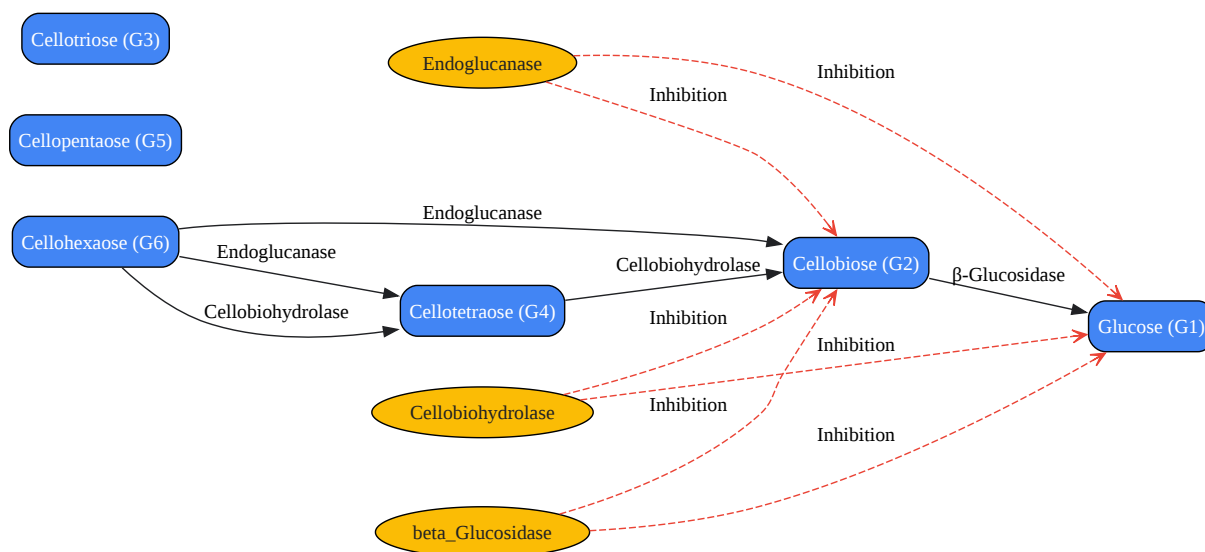 Cellotriose (G3)
Endoglucanase
Inhibition
Inhibition
Cellopentaose (G5)
Endoglucanase
Cellohexaose (G6)
Endoglucanase
Cellobiohydrolase
Cellobiose (G2)
β-Glucosidase
Cellobiohydrolase
Cellotetraose (G4)
Inhibition
Glucose (G1)
Inhibition
Cellobiohydrolase
Inhibition
Inhibition
beta_Glucosidase